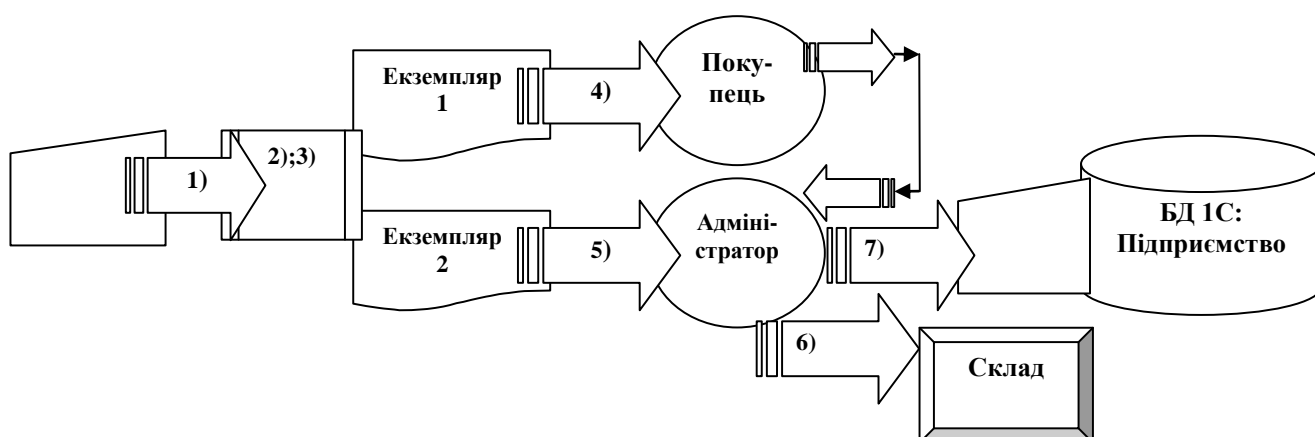 Екземпляр
1
4)
Поку-
пець
1)
2);3)
Екземпляр
2
5)
Адміні-
стратор
7)
БД 1С:
Підприємство
6)
Склад